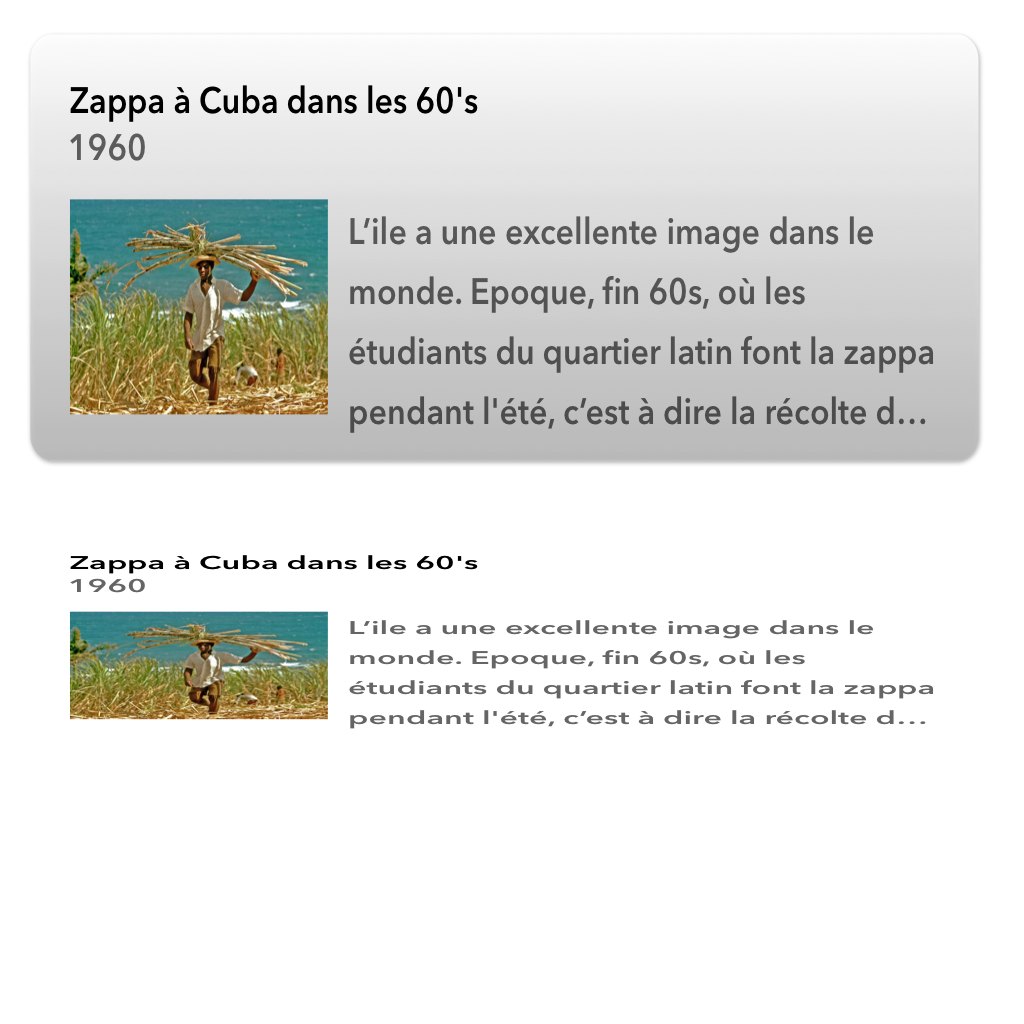 Zappa à Cuba dans les 60's
1960
L’ile a une excellente image dans le
monde. Epoque, fin 60s, où les
étudiants du quartier latin font la zappa
pendant l'été, c’est à dire la récolte d…
Zappa à Cuba dans les 60's
1960
L’ile a une excellente image dans le
monde. Epoque, fin 60s, où les
étudiants du quartier latin font la zappa
pendant l'été, c’est à dire la récolte d…